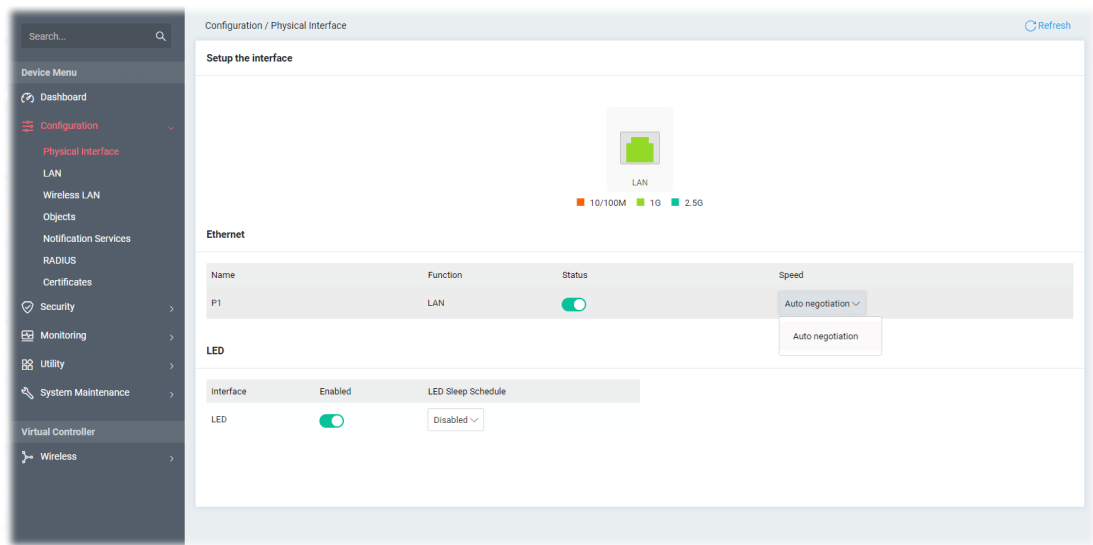 Search...
Device Menu
Dashboard
Configuration
Physical Interface
LAN
Wireless LAN
Objects
Notification Services
RADIUS
Certificates
Security
Monitoring
Utility
System Maintenance
Virtual Controller
Wireless
Configuration / Physical Interface
Refresh
Setup the interface
LAN
10/100M 1G 2.5G
Ethernet
Name Function Status Speed
P1 LAN Auto negotiation
Auto negotiation
LED
Interface Enabled LED Sleep Schedule
LED Disabled